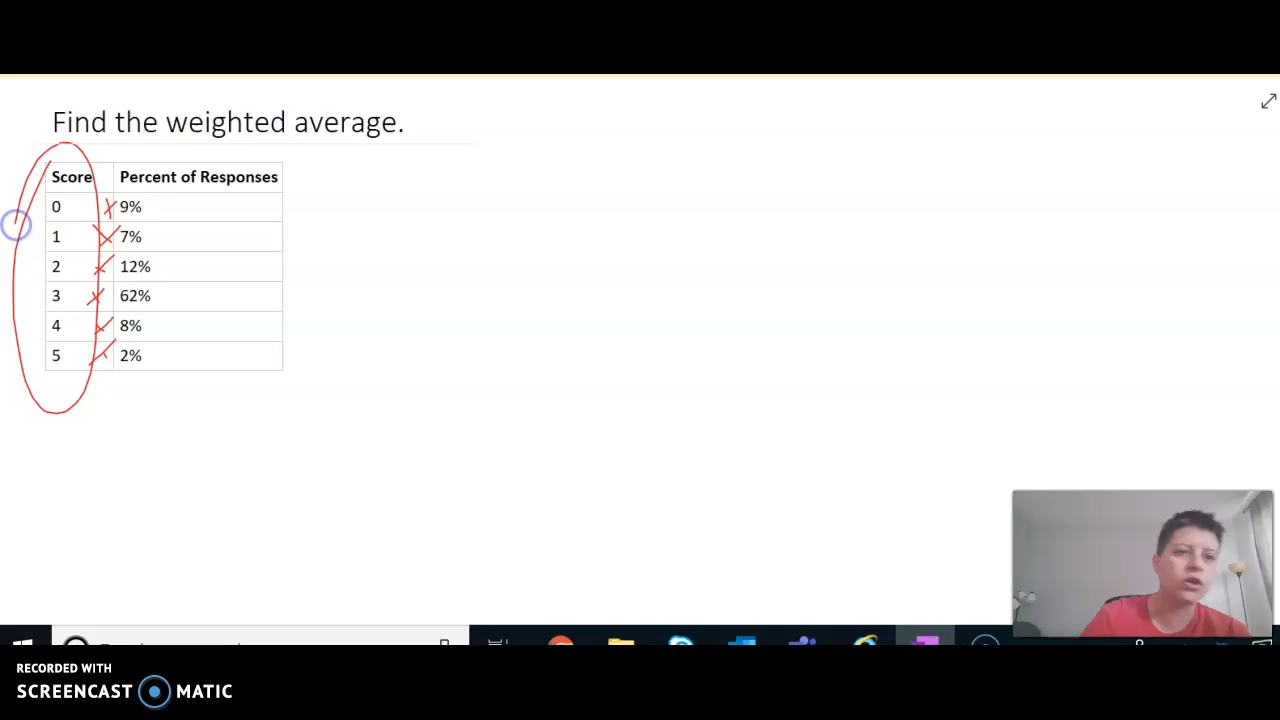 Find the weighted average.
Score Percent of Responses
0 x 9%
1 x 7%
2 x 12%
3 x 62%
4 x 8%
5 x 2%
RECORDED WITH
SCREENCAST MATIC